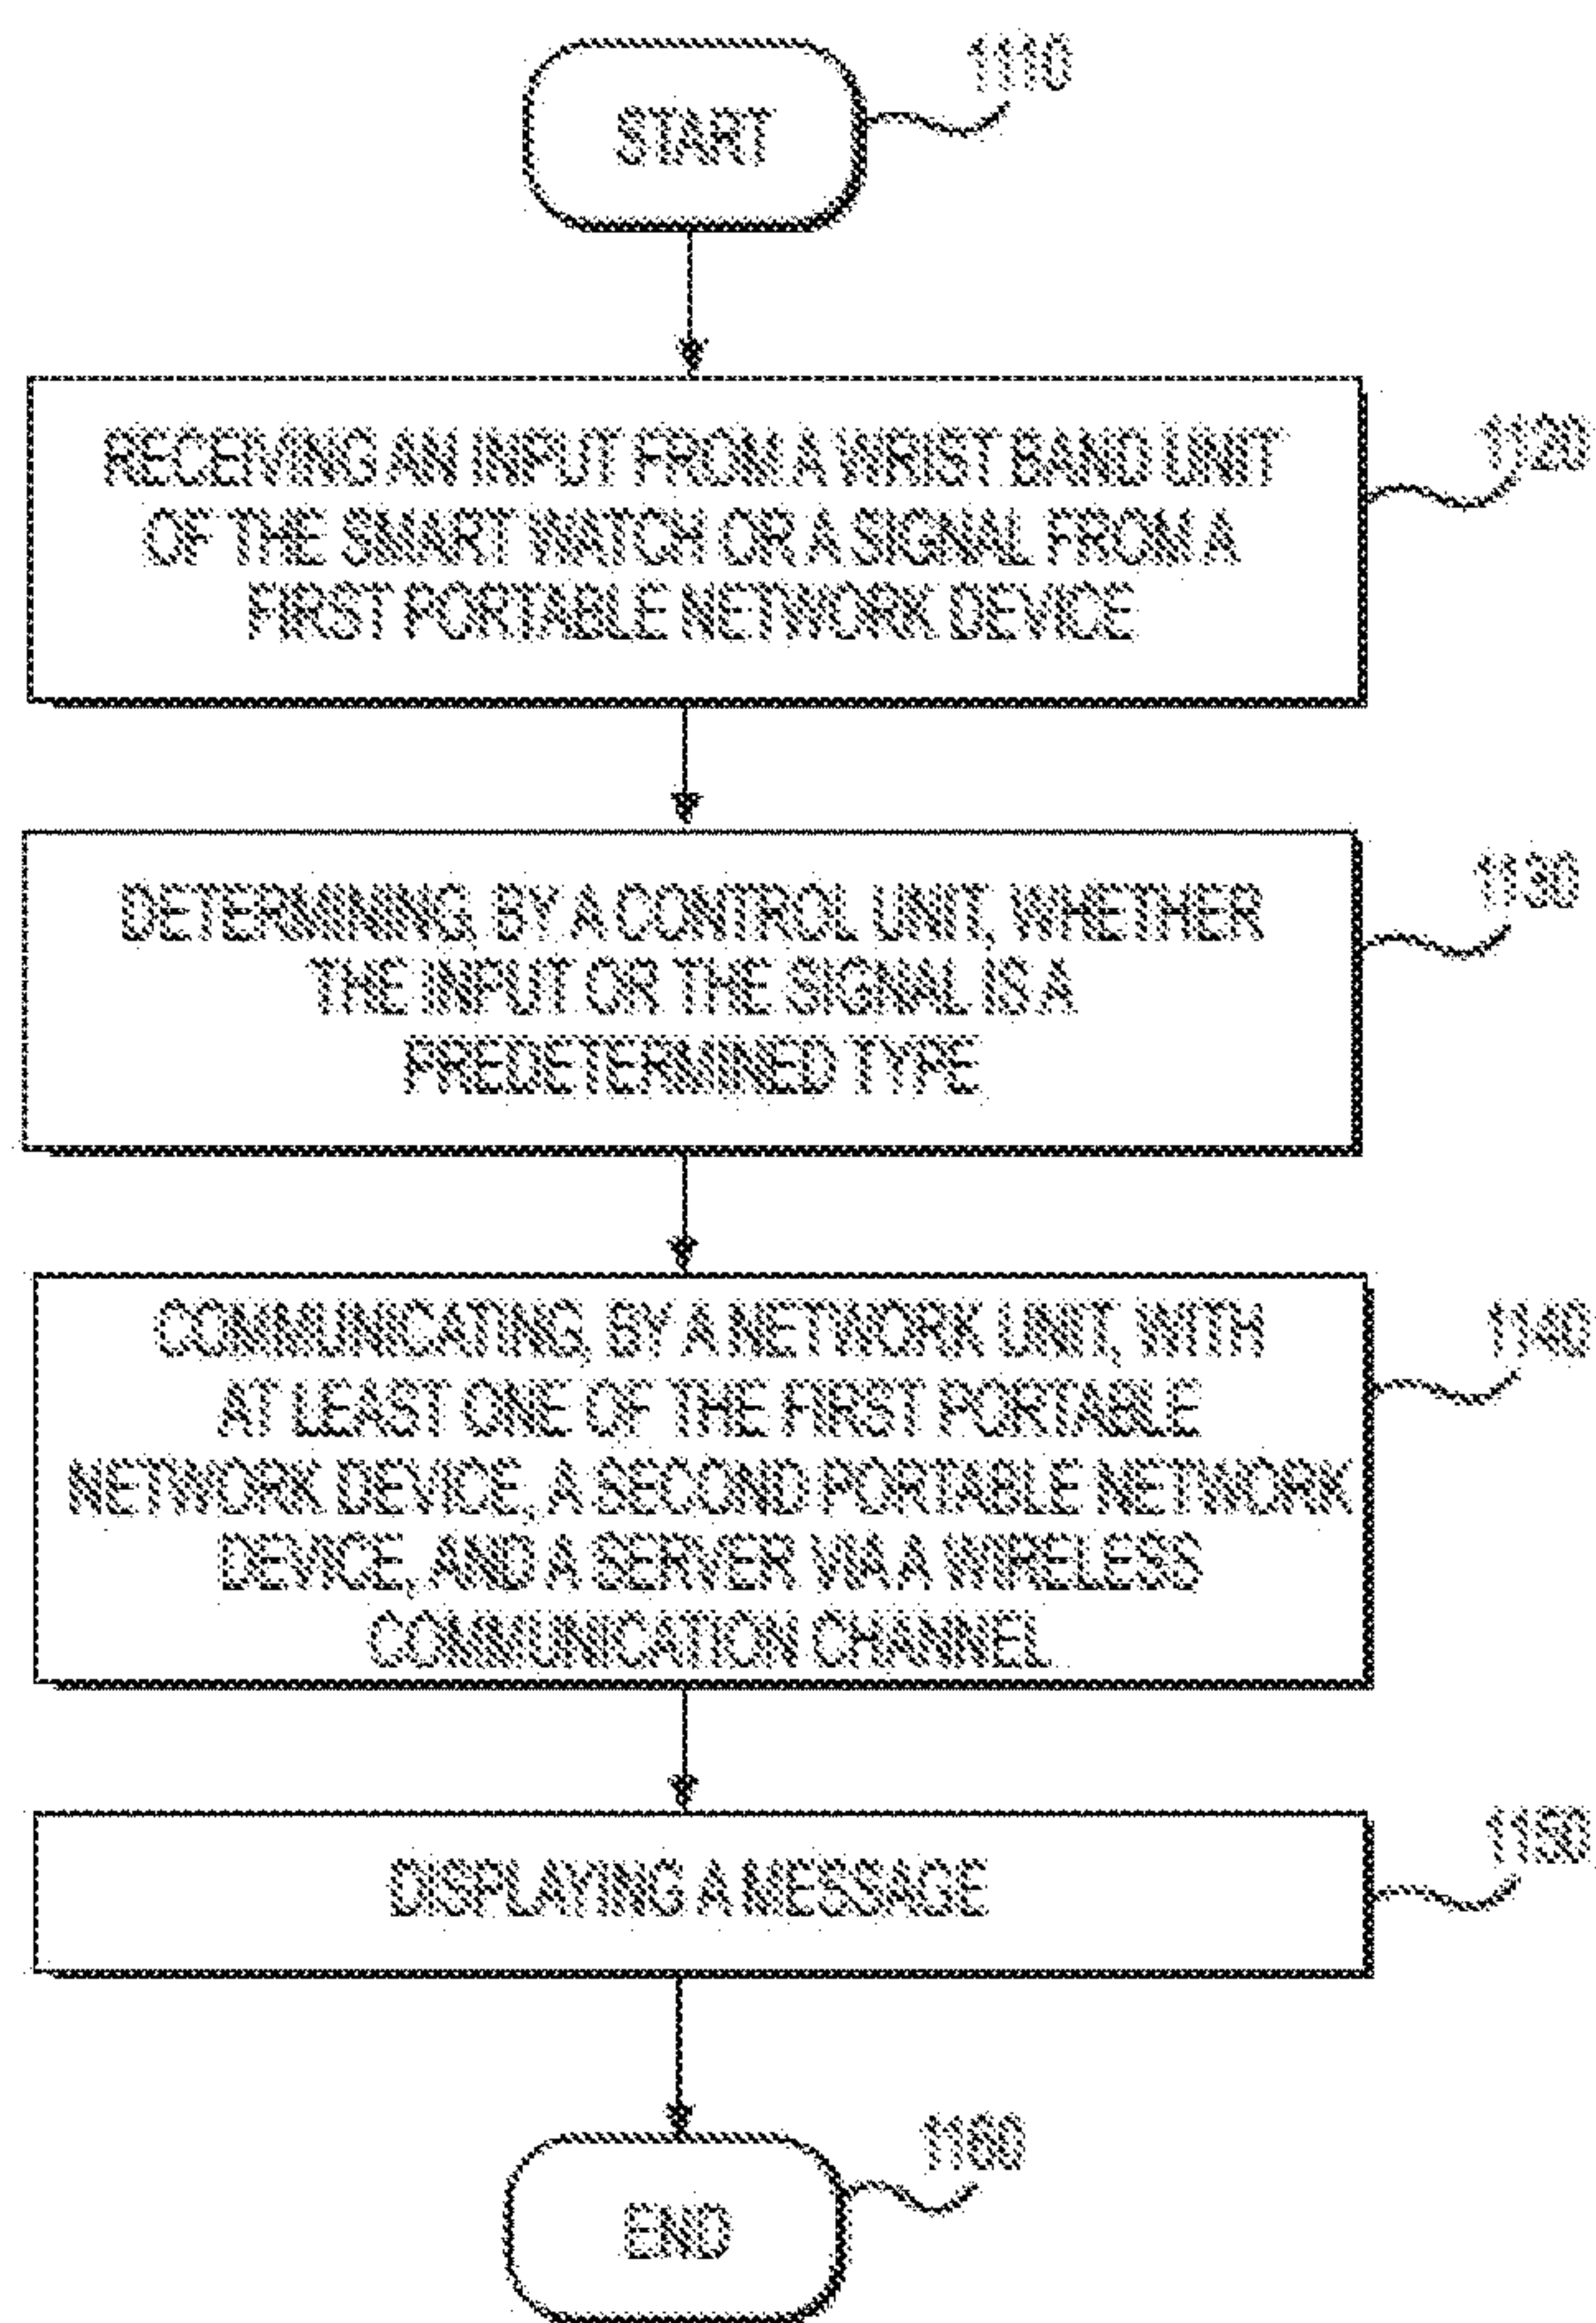 1110
START
RECEIVING AN INPUT FROM A WRIST BAND UNIT
1120
OF THE SMART WATCH OR A SIGNAL FROM A
FIRST PORTABLE NETWORK DEVICE
1130
DETERMINING, BY A CONTROL UNIT, WHETHER
THE INPUT OR THE SIGNAL IS A
PREDETERMINED TYPE
COMMUNICATING, BY A NETWORK UNIT, WITH
1140
AT LEAST ONE OF THE FIRST PORTABLE
NETWORK DEVICE, A SECOND PORTABLE NETWORK
DEVICE, AND A SERVER VIA A WIRELESS
COMMUNICATION CHANNEL
1150
DISPLAYING A MESSAGE
1160
END